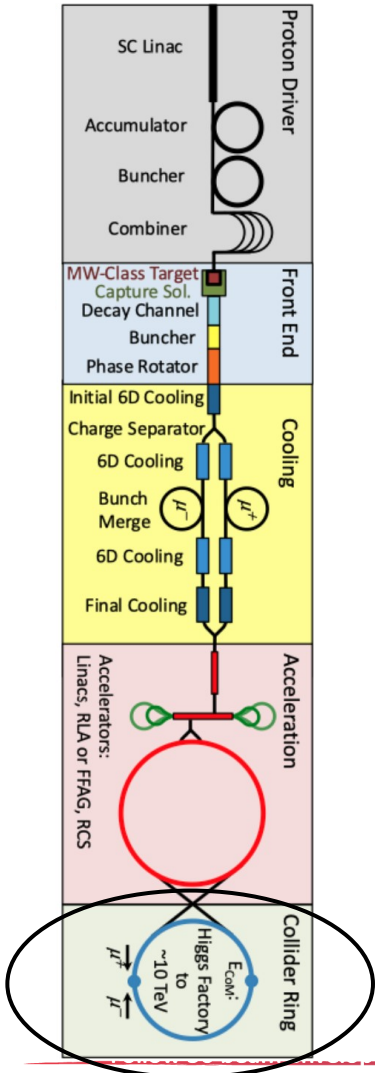 Proton Driver
SC Linac
Accumulator
Buncher
Combiner
Front End
MW-Class Target
Capture Sol.
Decay Channel
Buncher
Phase Rotator
Cooling
Initial 6D Cooling
Charge Separator
6D Cooling
μ− μ+
Bunch
Merge
6D Cooling
Final Cooling
Acceleration
Accelerators:
Linacs, RLA or FFAG, RCS
Collider Ring
ECoM:
Higgs Factory
to
~10 TeV
μ+ μ−